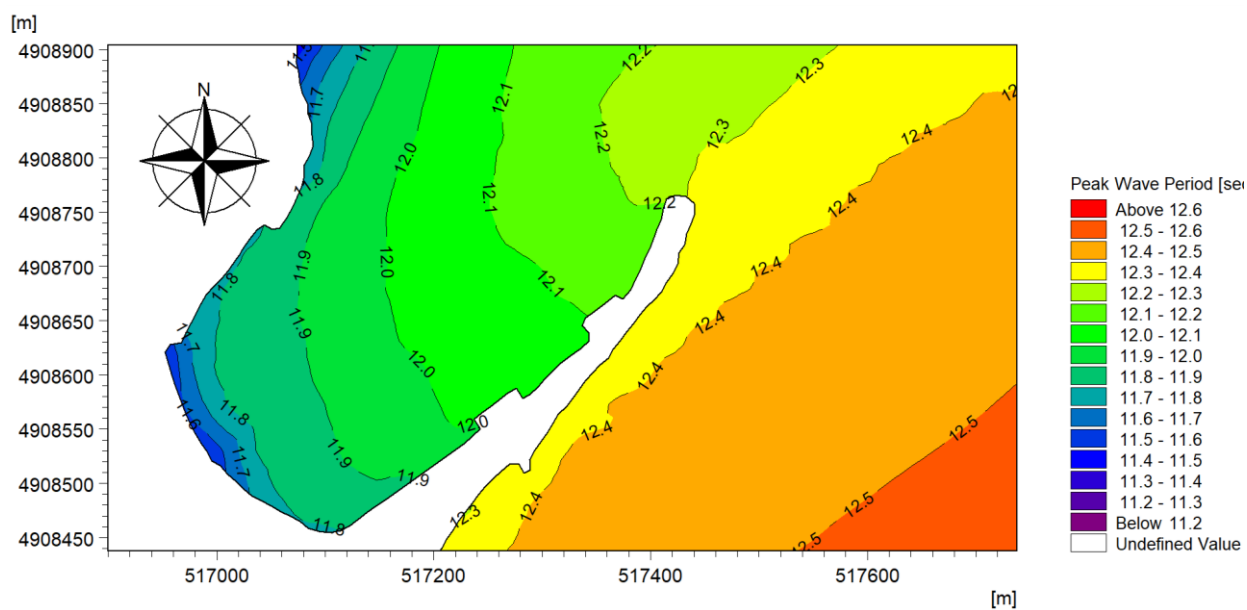 [m]
4908900
4908850
4908800
4908750
4908700
4908650
4908600
4908550
4908500
4908450
517000
517200
517400
517600
[m]
N
11.7
11.8
11.8
11.7
11.6
11.8
11.7
11.8
11.9
11.9
11.9
11.9
12.0
12.0
12.0
12.0
12.1
12.1
12.1
12.2
12.2
12.2
12.3
12.3
12.3
12.4
12.4
12.4
12.4
12.4
12.4
12.4
12.5
12.5
12.5
Peak Wave Period [sec
Above 12.6
12.5 - 12.6
12.4 - 12.5
12.3 - 12.4
12.2 - 12.3
12.1 - 12.2
12.0 - 12.1
11.9 - 12.0
11.8 - 11.9
11.7 - 11.8
11.6 - 11.7
11.5 - 11.6
11.4 - 11.5
11.3 - 11.4
11.2 - 11.3
Below 11.2
Undefined Value